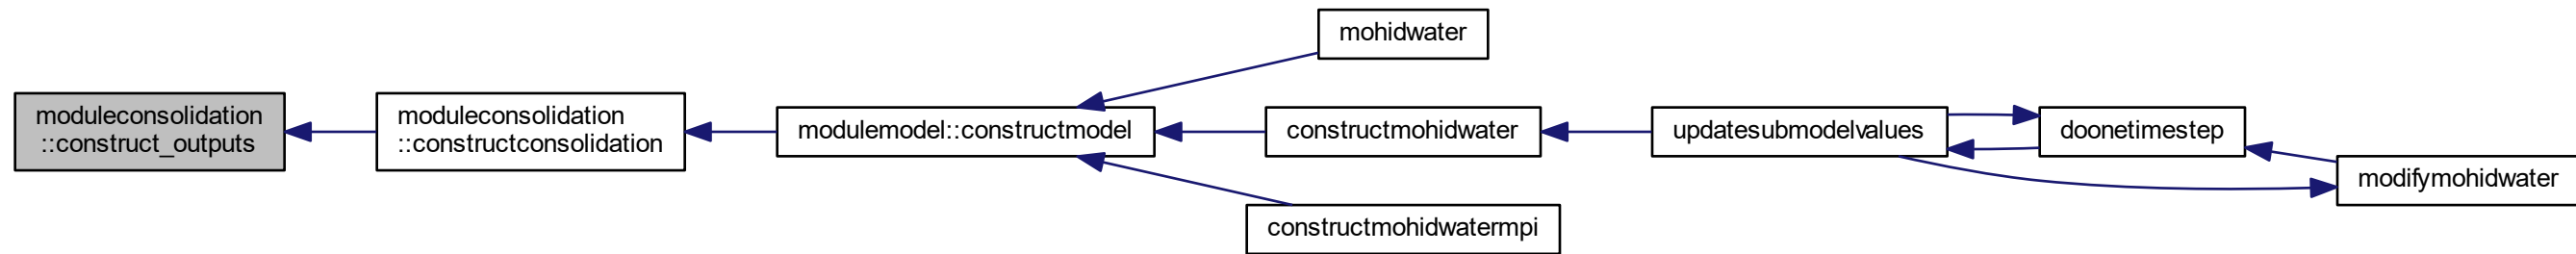 mohidwater
moduleconsolidation
::construct_outputs
moduleconsolidation
::constructconsolidation
modulemodel::constructmodel
constructmohidwater
updatesubmodelvalues
doonetimestep
modifymohidwater
constructmohidwatermpi